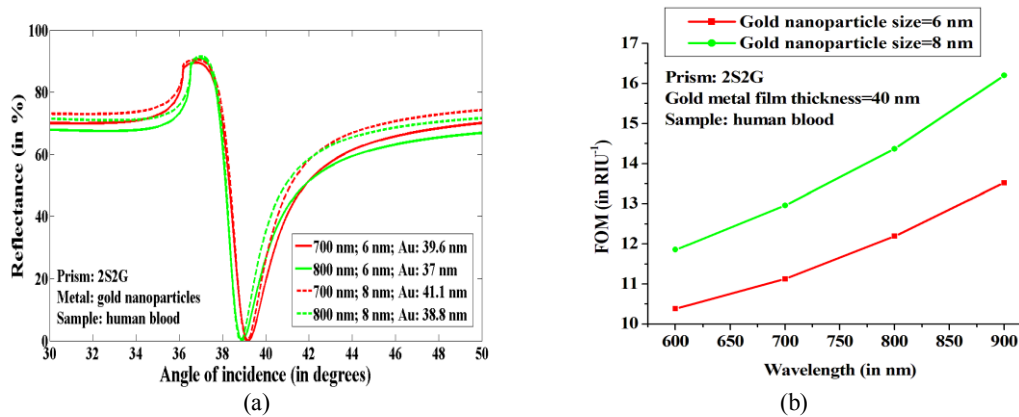 100
80
60
40
20
0
30 32 34 36 38 40 42 44 46 48 50
Reflectance (in %)
Angle of incidence (in degrees)
Prism: 2S2G
Metal: gold nanoparticles
Sample: human blood
700 nm; 6 nm; Au: 39.6 nm
800 nm; 6 nm; Au: 37 nm
700 nm; 8 nm; Au: 41.1 nm
800 nm; 8 nm; Au: 38.8 nm
(a)
Gold nanoparticle size=6 nm
Gold nanoparticle size=8 nm
17
16
15
14
13
12
11
10
600 650 700 750 800 850 900
FOM (in RIU⁻¹)
Wavelength (in nm)
Prism: 2S2G
Gold metal film thickness=40 nm
Sample: human blood
(b)